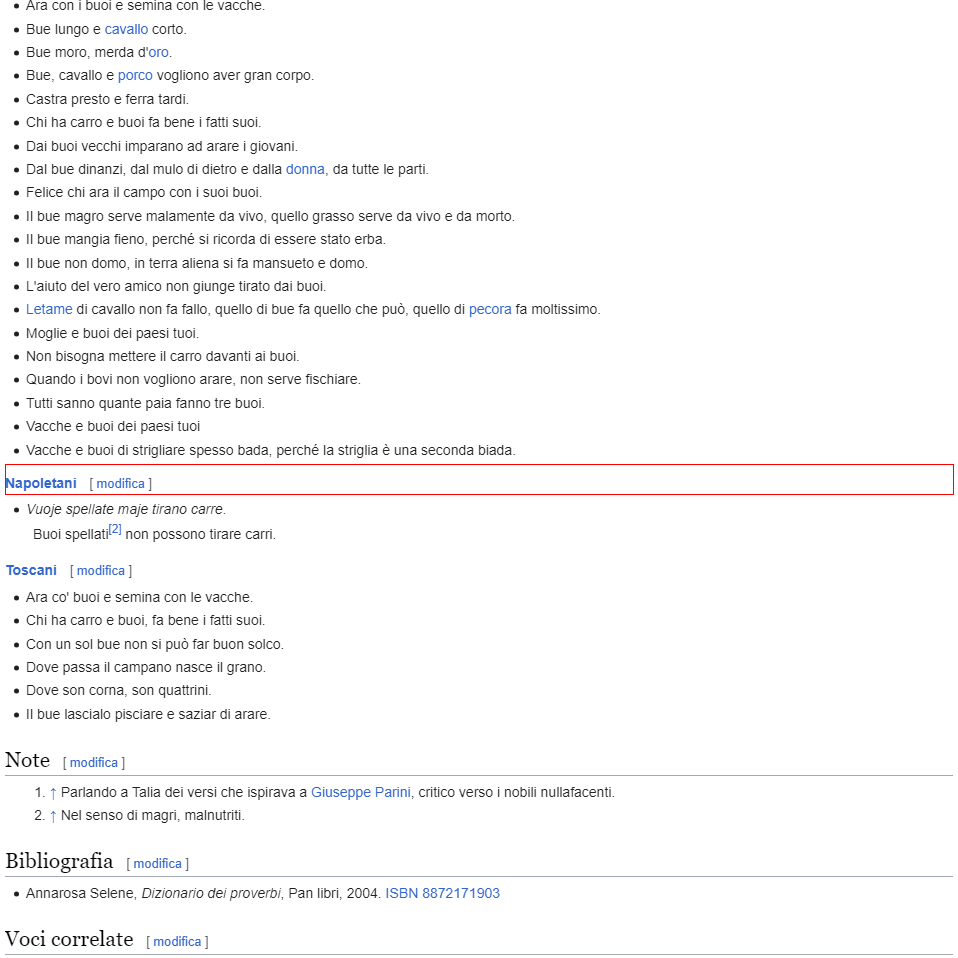 Ara con i buoi e semina con le vacche.
Bue lungo e cavallo corto.
Bue moro, merda d'oro.
Bue, cavallo e porco vogliono aver gran corpo.
Castra presto e ferra tardi.
Chi ha carro e buoi fa bene i fatti suoi.
Dai buoi vecchi imparano ad arare i giovani.
Dal bue dinanzi, dal mulo di dietro e dalla donna, da tutte le parti.
Felice chi ara il campo con i suoi buoi.
Il bue magro serve malamente da vivo, quello grasso serve da vivo e da morto.
Il bue mangia fieno, perché si ricorda di essere stato erba.
Il bue non domo, in terra aliena si fa mansueto e domo.
L'aiuto del vero amico non giunge tirato dai buoi.
Letame di cavallo non fa fallo, quello di bue fa quello che può, quello di pecora fa moltissimo.
Moglie e buoi dei paesi tuoi.
Non bisogna mettere il carro davanti ai buoi.
Quando i bovi non vogliono arare, non serve fischiare.
Tutti sanno quante paia fanno tre buoi.
Vacche e buoi dei paesi tuoi
Vacche e buoi di strigliare spesso bada, perché la striglia è una seconda biada.
Napoletani [ modifica ]
Vuoje spellate maje tirano carre.
Buoi spellati[2] non possono tirare carri.
Toscani [ modifica ]
Ara co' buoi e semina con le vacche.
Chi ha carro e buoi, fa bene i fatti suoi.
Con un sol bue non si può far buon solco.
Dove passa il campano nasce il grano.
Dove son corna, son quattrini.
Il bue lascialo pisciare e saziar di arare.
Note [ modifica ]
1. ↑ Parlando a Talia dei versi che ispirava a Giuseppe Parini, critico verso i nobili nullafacenti.
2. ↑ Nel senso di magri, malnutriti.
Bibliografia [ modifica ]
Annarosa Selene, Dizionario dei proverbi, Pan libri, 2004. ISBN 8872171903
Voci correlate [ modifica ]